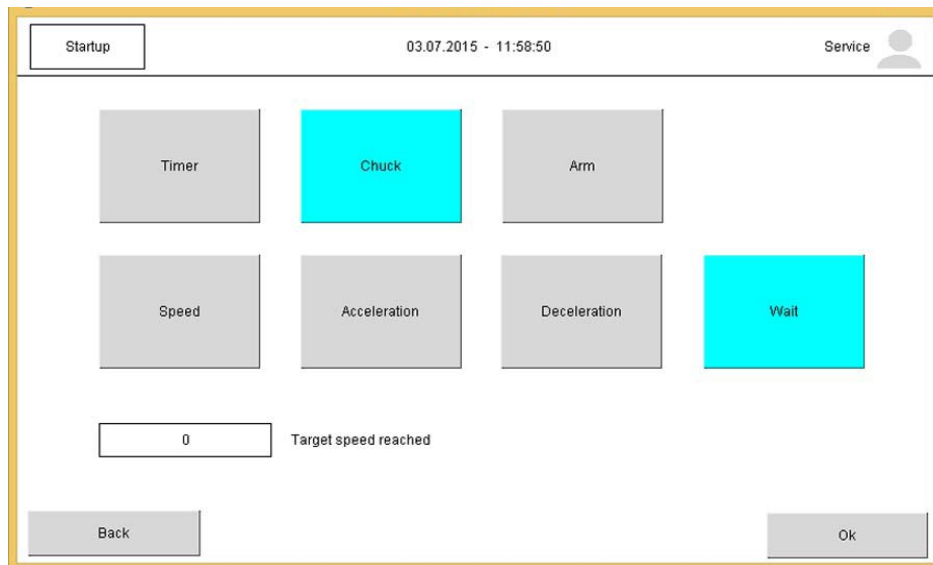 Startup
03.07.2015 - 11:58:50
Service
Timer
Chuck
Arm
Speed
Acceleration
Deceleration
Wait
0
Target speed reached
Back
Ok